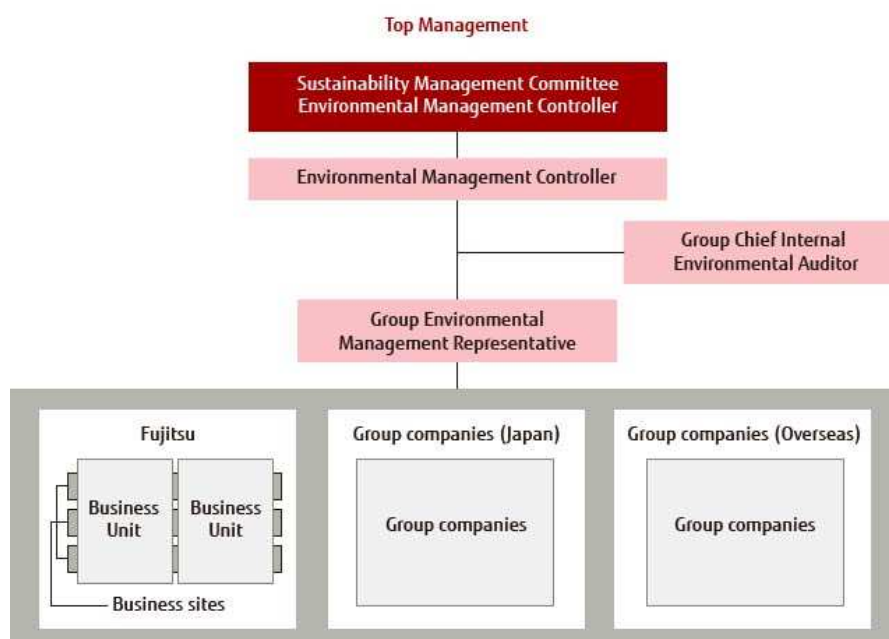 Top Management
Sustainability Management Committee
Environmental Management Controller
Environmental Management Controller
Group Chief Internal
Environmental Auditor
Group Environmental
Management Representative
Fujitsu
Business
Unit
Business
Unit
Business sites
Group companies (Japan)
Group companies
Group companies (Overseas)
Group companies